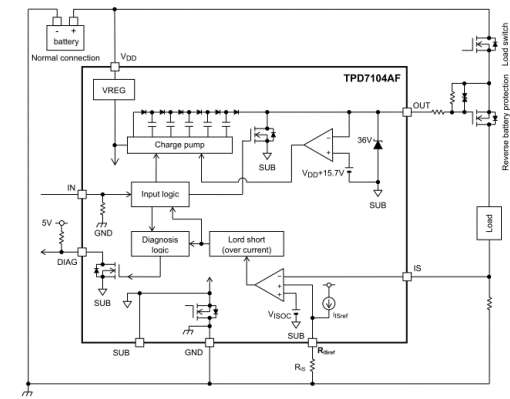 - +
battery
Normal connection
VDD
Load switch
Reverse battery protection
TPD7104AF
VREG
OUT
Charge pump
SUB
36V
VDD+15.7V
SUB
IN
Input logic
GND
5V
Diagnosis
logic
Lord short
(over current)
Load
DIAG
IS
SUB
VISOC
IISref
SUB
SUB
GND
RISref
RIS